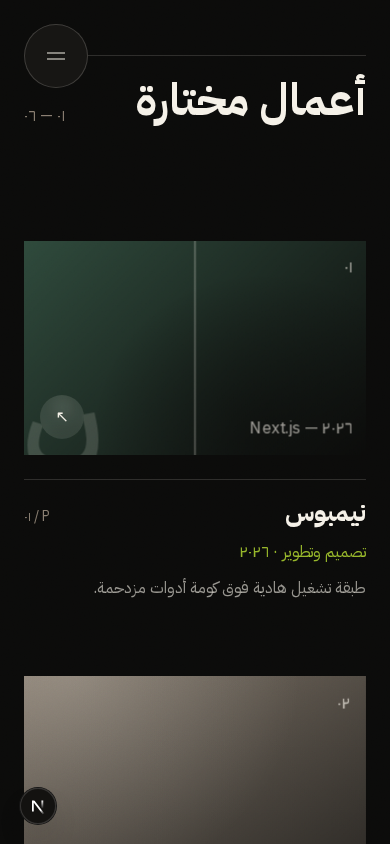 أعمال مختارة
٠١ — ٠٦
٠١
Next.js — ٢٠٢٦
نيمبوس
٠١ / P
تصميم وتطوير · ٢٠٢٦
طبقة تشغيل هادية فوق كومة أدوات مزدحمة.
٠٢
N